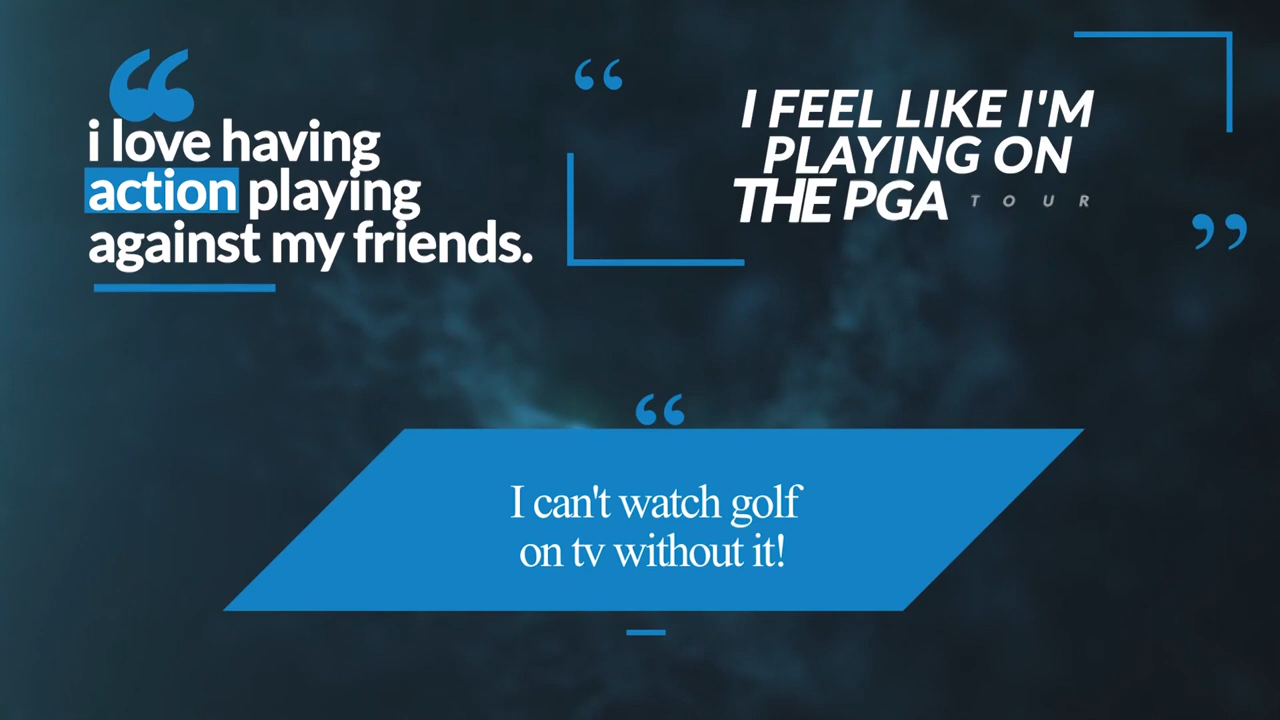 “
i love having
action playing
against my friends.
“
I FEEL LIKE I'M
PLAYING ON
THE PGA TOUR
”
“
I can't watch golf
on tv without it!